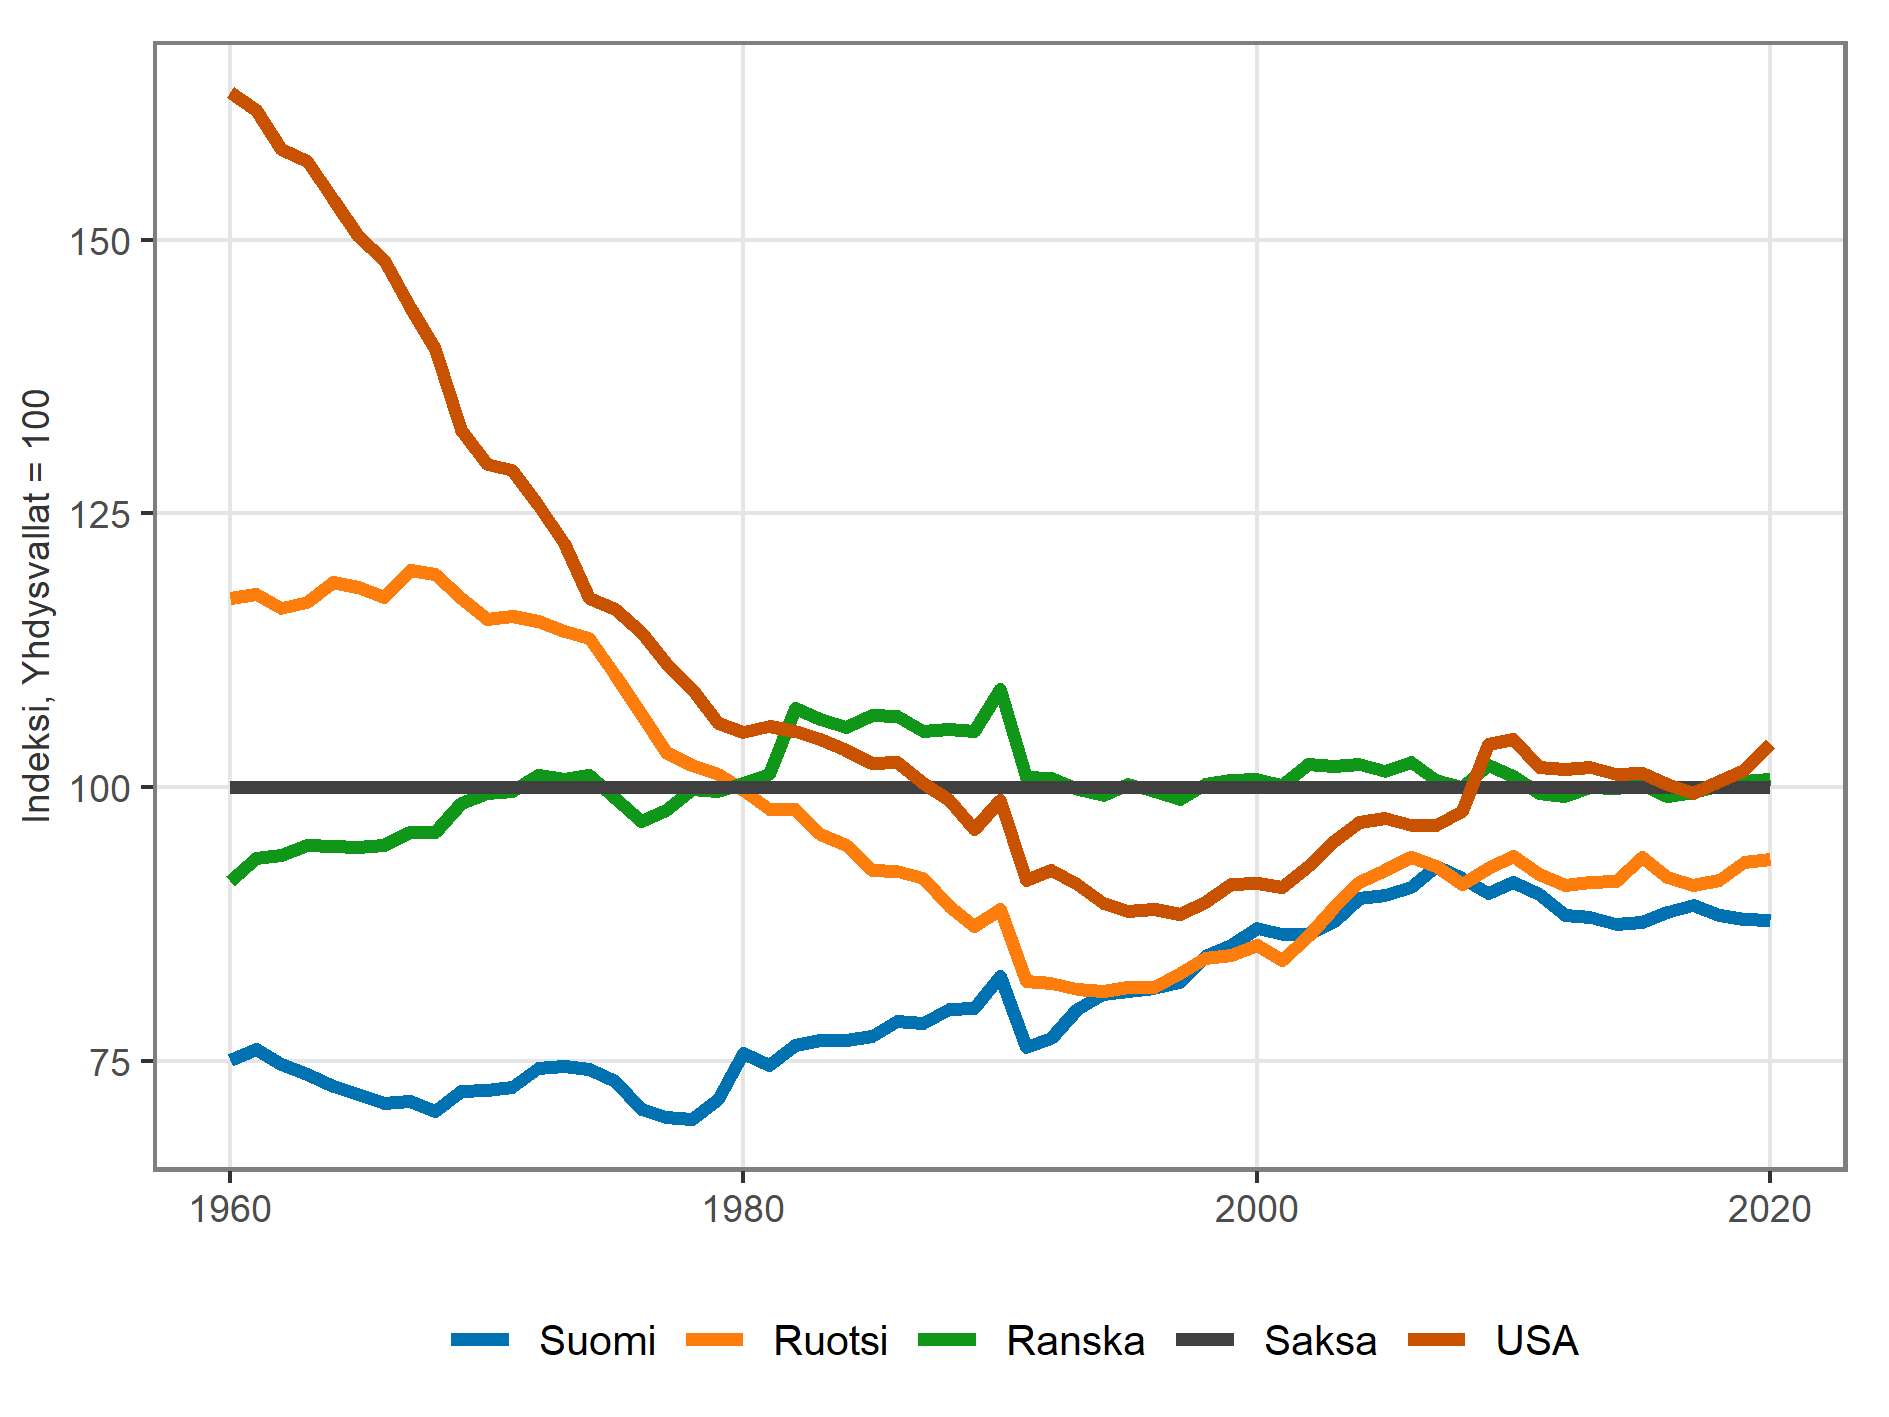 Indeksi, Yhdysvallat = 100
150
125
100
75
1960 1980 2000 2020
Suomi Ruotsi Ranska Saksa USA